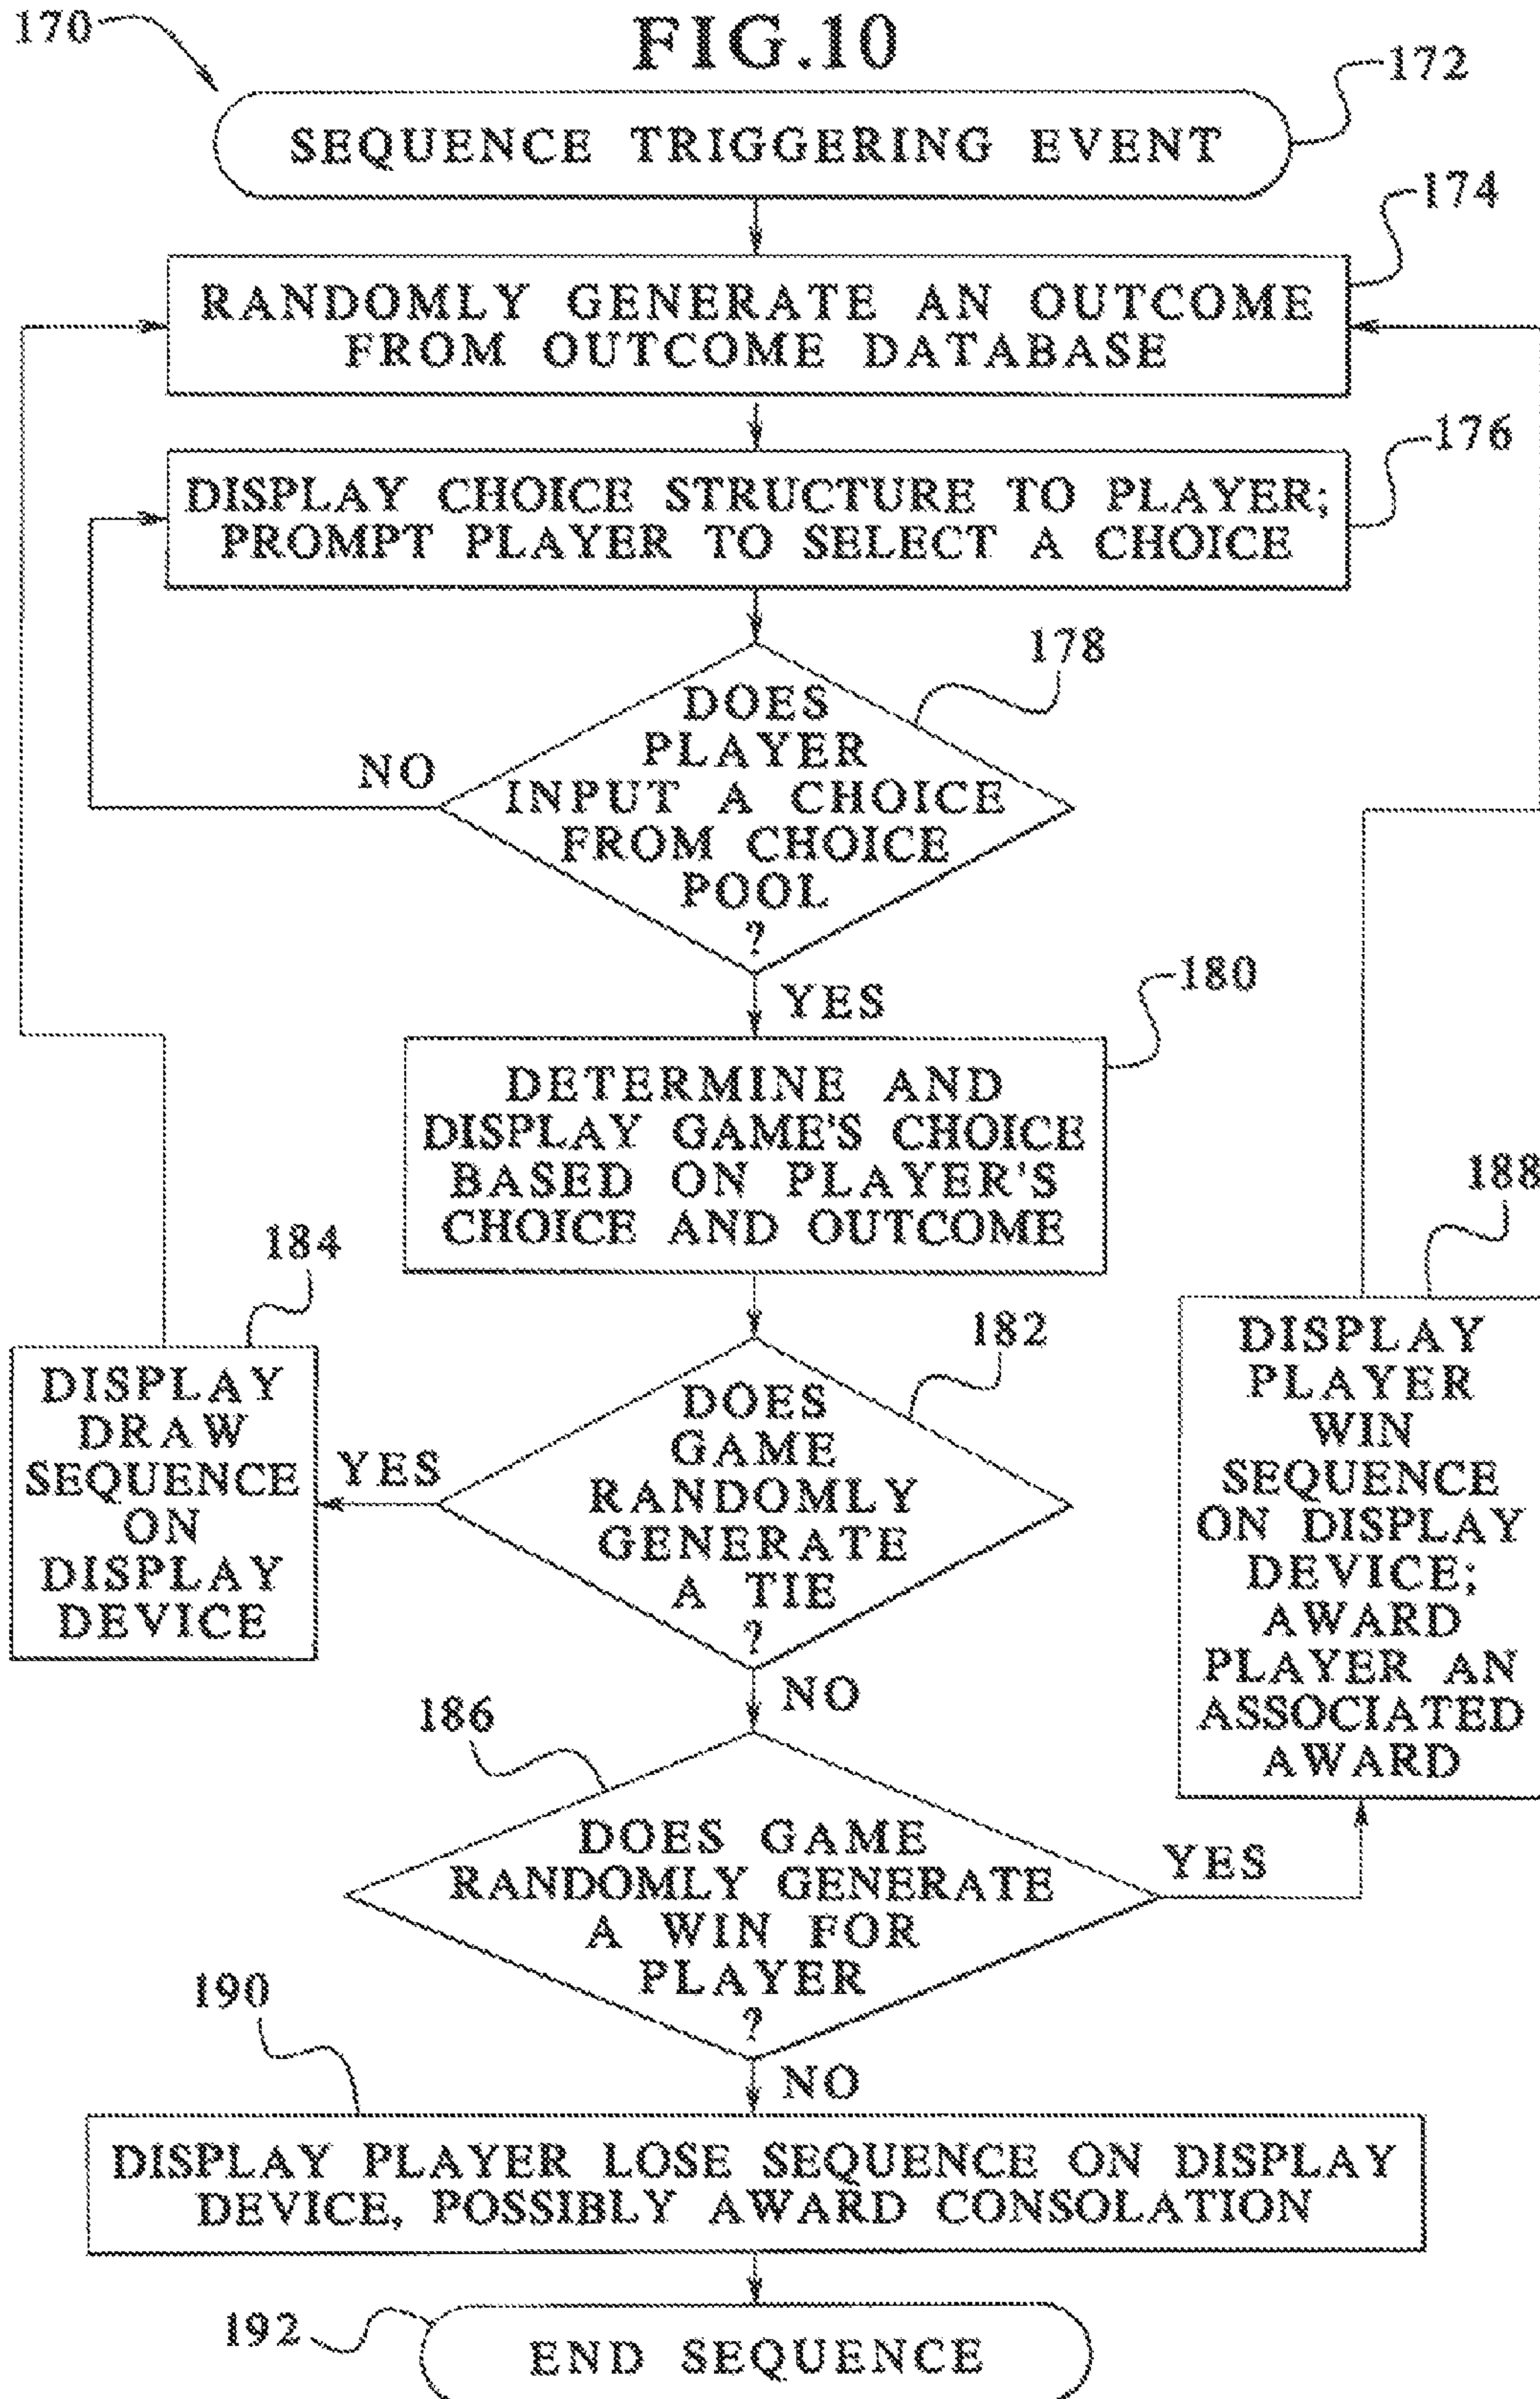 FIG.10
170
172
SEQUENCE TRIGGERING EVENT
174
RANDOMLY GENERATE AN OUTCOME
FROM OUTCOME DATABASE
176
DISPLAY CHOICE STRUCTURE TO PLAYER;
PROMPT PLAYER TO SELECT A CHOICE
178
DOES
PLAYER
INPUT A CHOICE
FROM CHOICE
POOL
?
NO
YES
180
DETERMINE AND
DISPLAY GAME'S CHOICE
BASED ON PLAYER'S
CHOICE AND OUTCOME
182
DOES
GAME
RANDOMLY
GENERATE
A TIE
?
YES
184
DISPLAY
DRAW
SEQUENCE
ON
DISPLAY
DEVICE
NO
186
DOES GAME
RANDOMLY GENERATE
A WIN FOR
PLAYER
?
YES
188
DISPLAY
PLAYER
WIN
SEQUENCE
ON DISPLAY
DEVICE;
AWARD
PLAYER AN
ASSOCIATED
AWARD
NO
190
DISPLAY PLAYER LOSE SEQUENCE ON DISPLAY
DEVICE, POSSIBLY AWARD CONSOLATION
192
END SEQUENCE